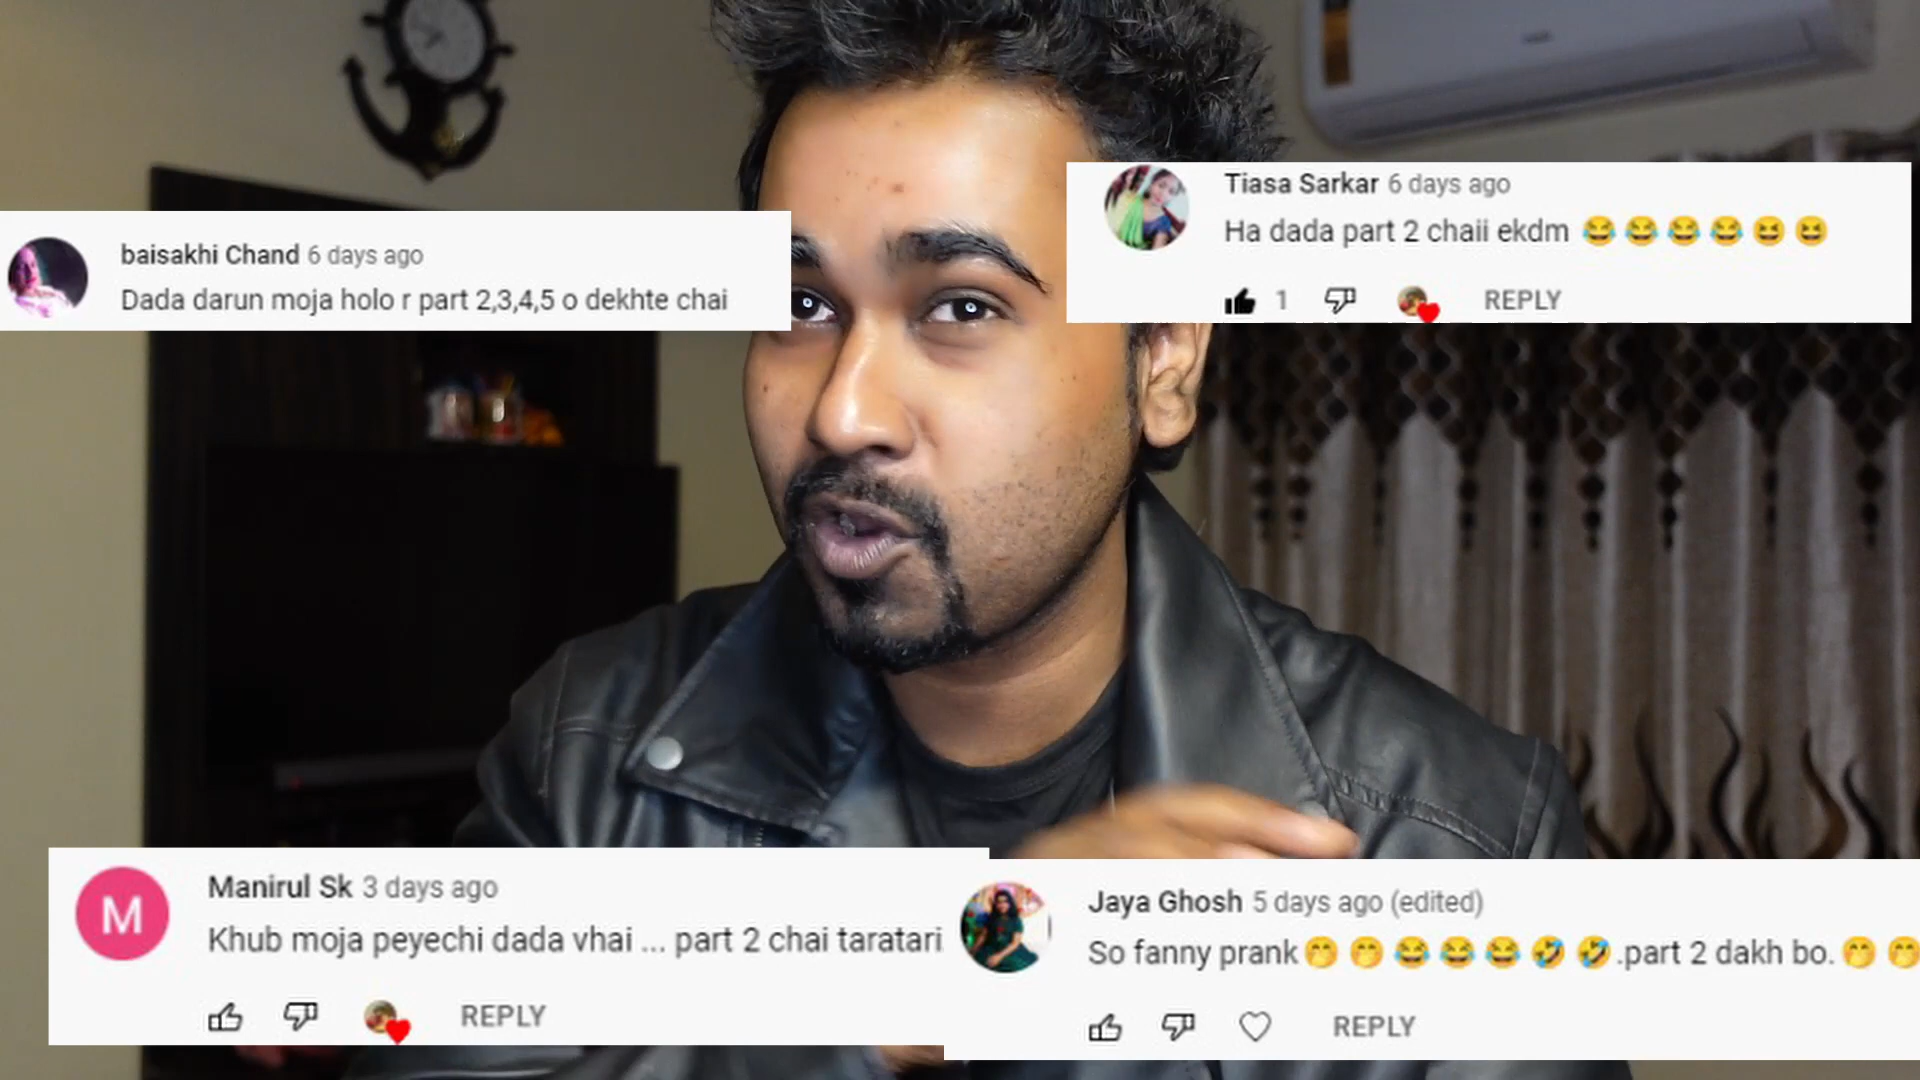 Tiasa Sarkar 6 days ago
Ha dada part 2 chaii ekdm 😂😂😂😂😆😆
1 REPLY
baisakhi Chand 6 days ago
Dada darun moja holo r part 2,3,4,5 o dekhte chai
M
Manirul Sk 3 days ago
Khub moja peyechi dada vhai ... part 2 chai taratari
REPLY
Jaya Ghosh 5 days ago (edited)
So fanny prank🤭🤭😂😂😂🤣🤣.part 2 dakh bo.🤭🤭
REPLY